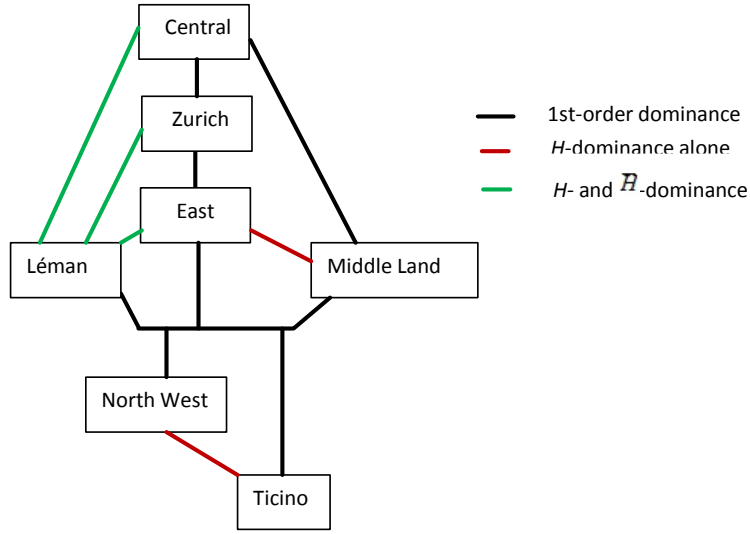 Central
Zurich
East
Léman
Middle Land
North West
Ticino
1st-order dominance
H-dominance alone
H- and H̅-dominance